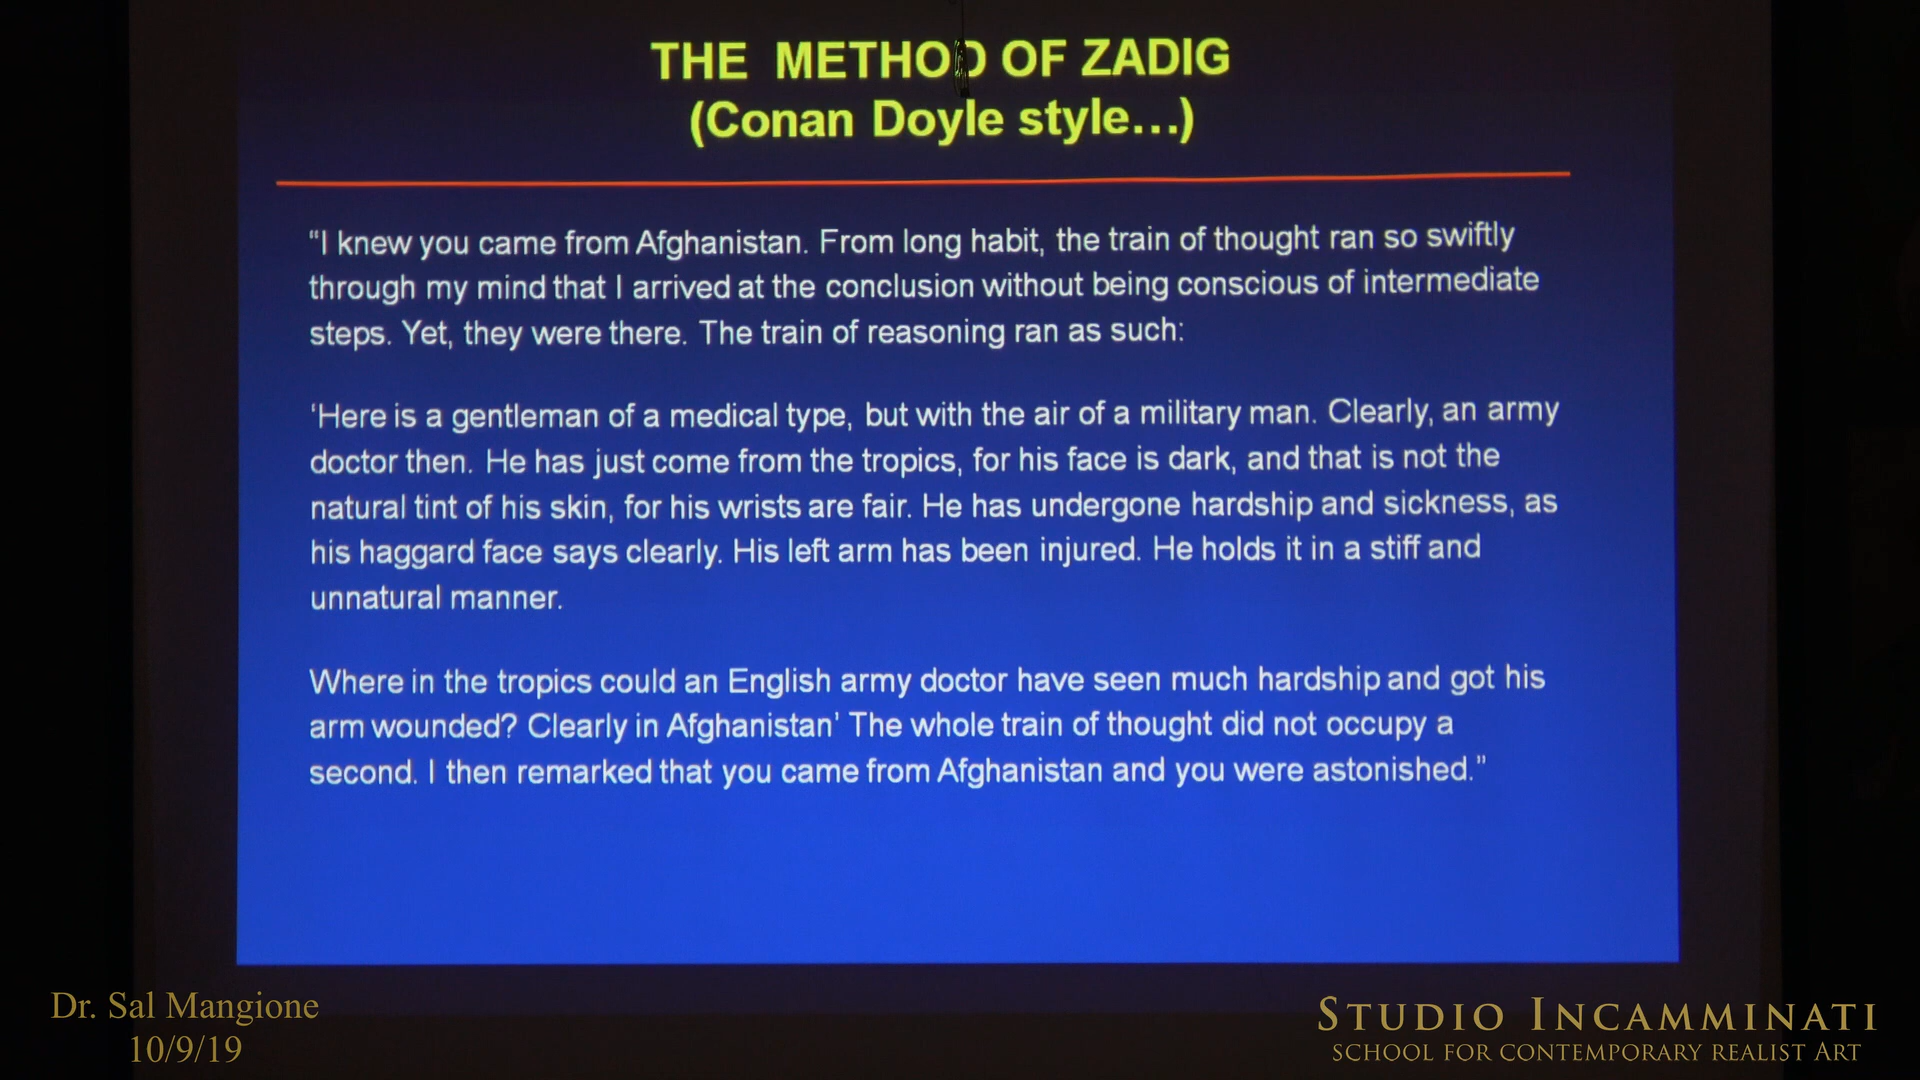 THE METHOD OF ZADIG
(Conan Doyle style...)
“I knew you came from Afghanistan. From long habit, the train of thought ran so swiftly
through my mind that I arrived at the conclusion without being conscious of intermediate
steps. Yet, they were there. The train of reasoning ran as such:
‘Here is a gentleman of a medical type, but with the air of a military man. Clearly, an army
doctor then. He has just come from the tropics, for his face is dark, and that is not the
natural tint of his skin, for his wrists are fair. He has undergone hardship and sickness, as
his haggard face says clearly. His left arm has been injured. He holds it in a stiff and
unnatural manner.
Where in the tropics could an English army doctor have seen much hardship and got his
arm wounded? Clearly in Afghanistan’ The whole train of thought did not occupy a
second. I then remarked that you came from Afghanistan and you were astonished.”
Dr. Sal Mangione
10/9/19
STUDIO INCAMMINATI
SCHOOL FOR CONTEMPORARY REALIST ART